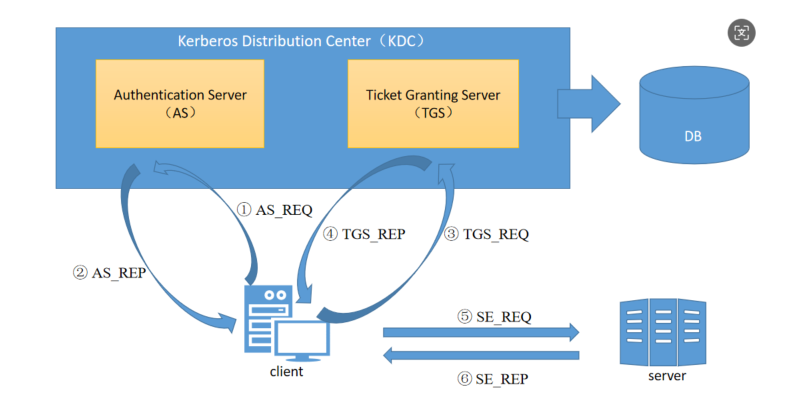 Kerberos Distribution Center（KDC）
Authentication Server
（AS）
Ticket Granting Server
（TGS）
DB
① AS_REQ
④ TGS_REP
③ TGS_REQ
② AS_REP
⑤ SE_REQ
client
⑥ SE_REP
server